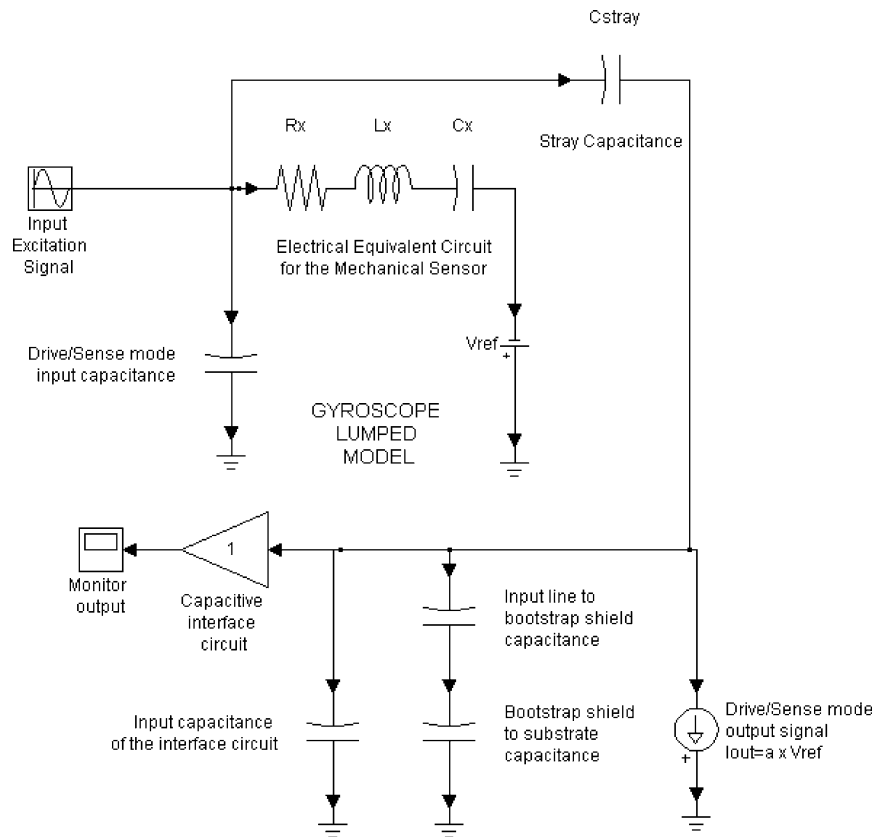 Cstray
Rx
Lx
Cx
Stray Capacitance
Input
Excitation
Signal
Electrical Equivalent Circuit
for the Mechanical Sensor
Vref
+
Drive/Sense mode
input capacitance
GYROSCOPE
LUMPED
MODEL
1
Monitor
output
Capacitive
interface
circuit
Input line to
bootstrap shield
capacitance
Input capacitance
of the interface circuit
Bootstrap shield
to substrate
capacitance
Drive/Sense mode
output signal
Iout=a x Vref
+